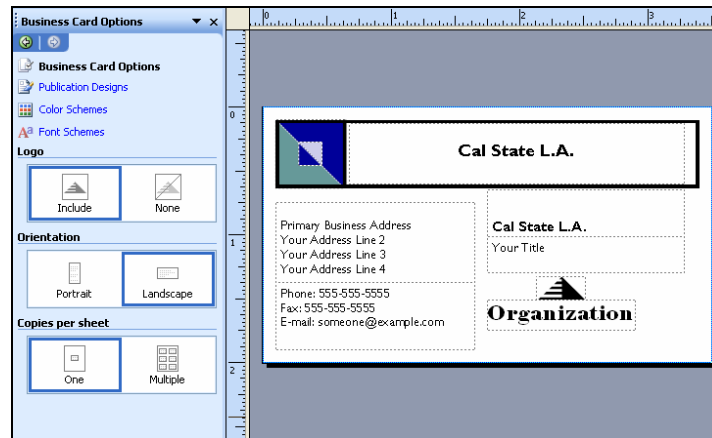 Business Card Options
Business Card Options
Publication Designs
Color Schemes
Aª Font Schemes
Logo
Include
None
Orientation
Portrait
Landscape
Copies per sheet
One
Multiple
0
1
2
3
0
1
2
Cal State L.A.
Primary Business Address
Your Address Line 2
Your Address Line 3
Your Address Line 4
Phone: 555-555-5555
Fax: 555-555-5555
E-mail: someone@example.com
Cal State L.A.
Your Title
Organization